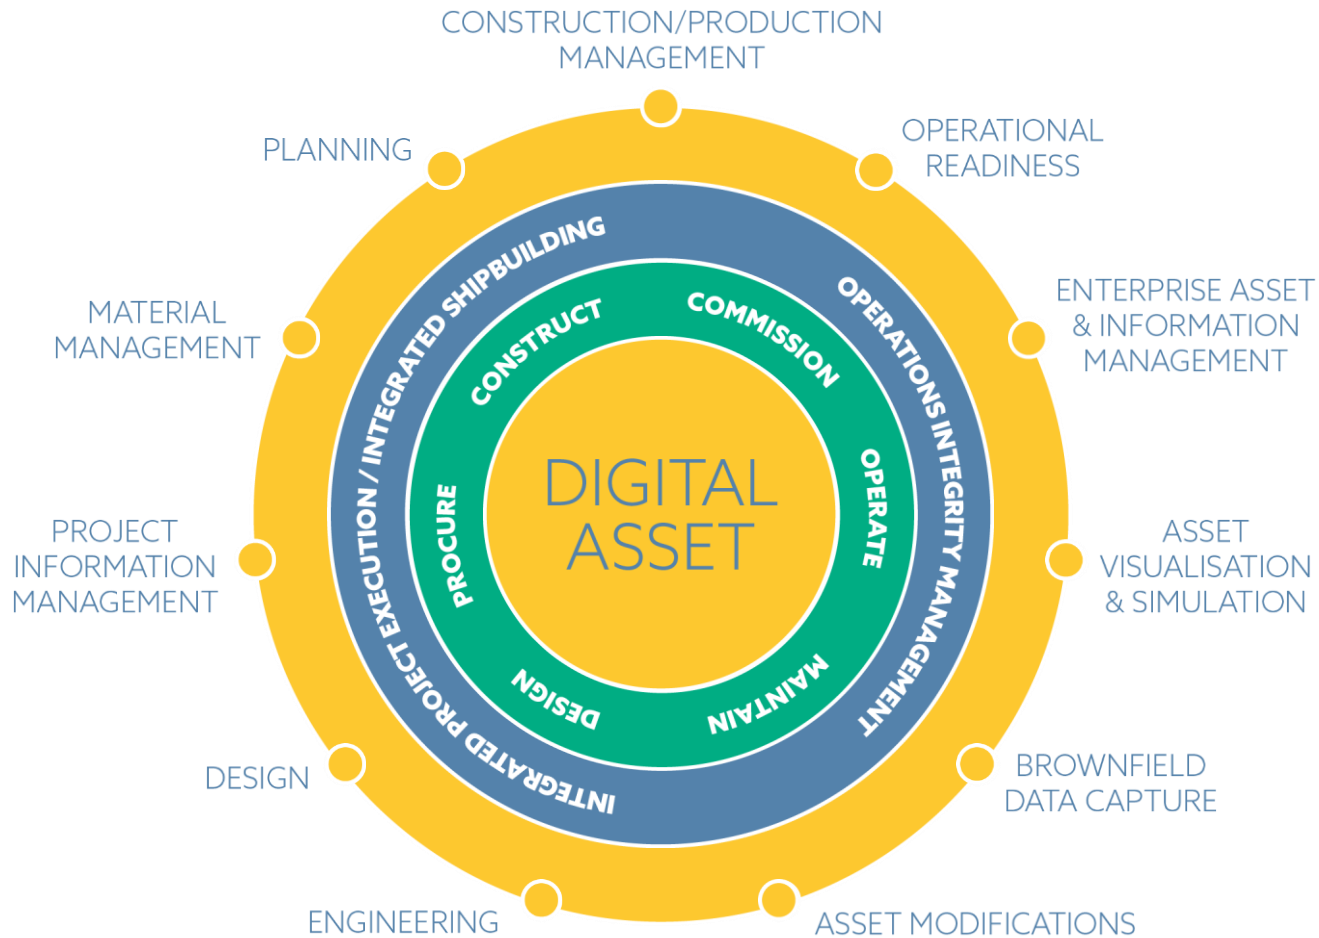 CONSTRUCTION/PRODUCTION
MANAGEMENT
OPERATIONAL
READINESS
ENTERPRISE ASSET
& INFORMATION
MANAGEMENT
ASSET
VISUALISATION
& SIMULATION
BROWNFIELD
DATA CAPTURE
ASSET MODIFICATIONS
ENGINEERING
DESIGN
PROJECT
INFORMATION
MANAGEMENT
MATERIAL
MANAGEMENT
PLANNING
INTEGRATED PROJECT EXECUTION / INTEGRATED SHIPBUILDING
OPERATIONS INTEGRITY MANAGEMENT
DESIGN
PROCURE
CONSTRUCT
COMMISSION
OPERATE
MAINTAIN
DIGITAL
ASSET